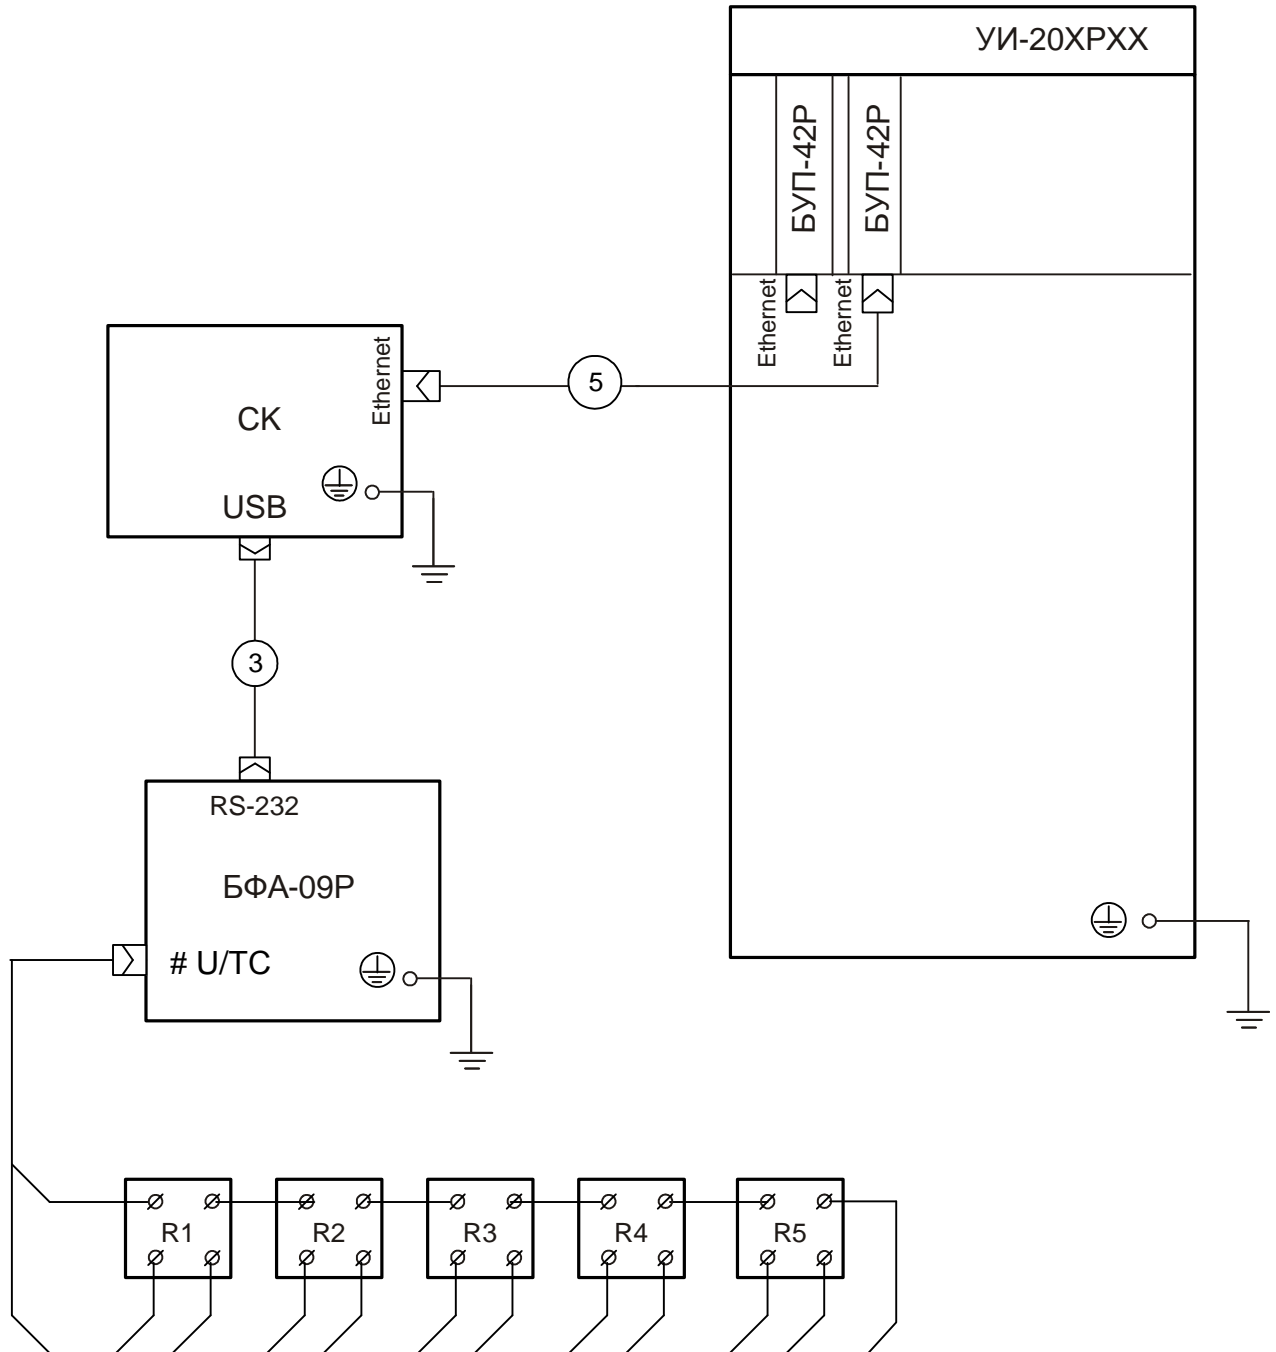 УИ-20ХРХХ
БУП-42Р
БУП-42Р
Ethernet
Ethernet
Ethernet
5
СК
USB
3
RS-232
БФА-09Р
# U/TC
R1
R2
R3
R4
R5